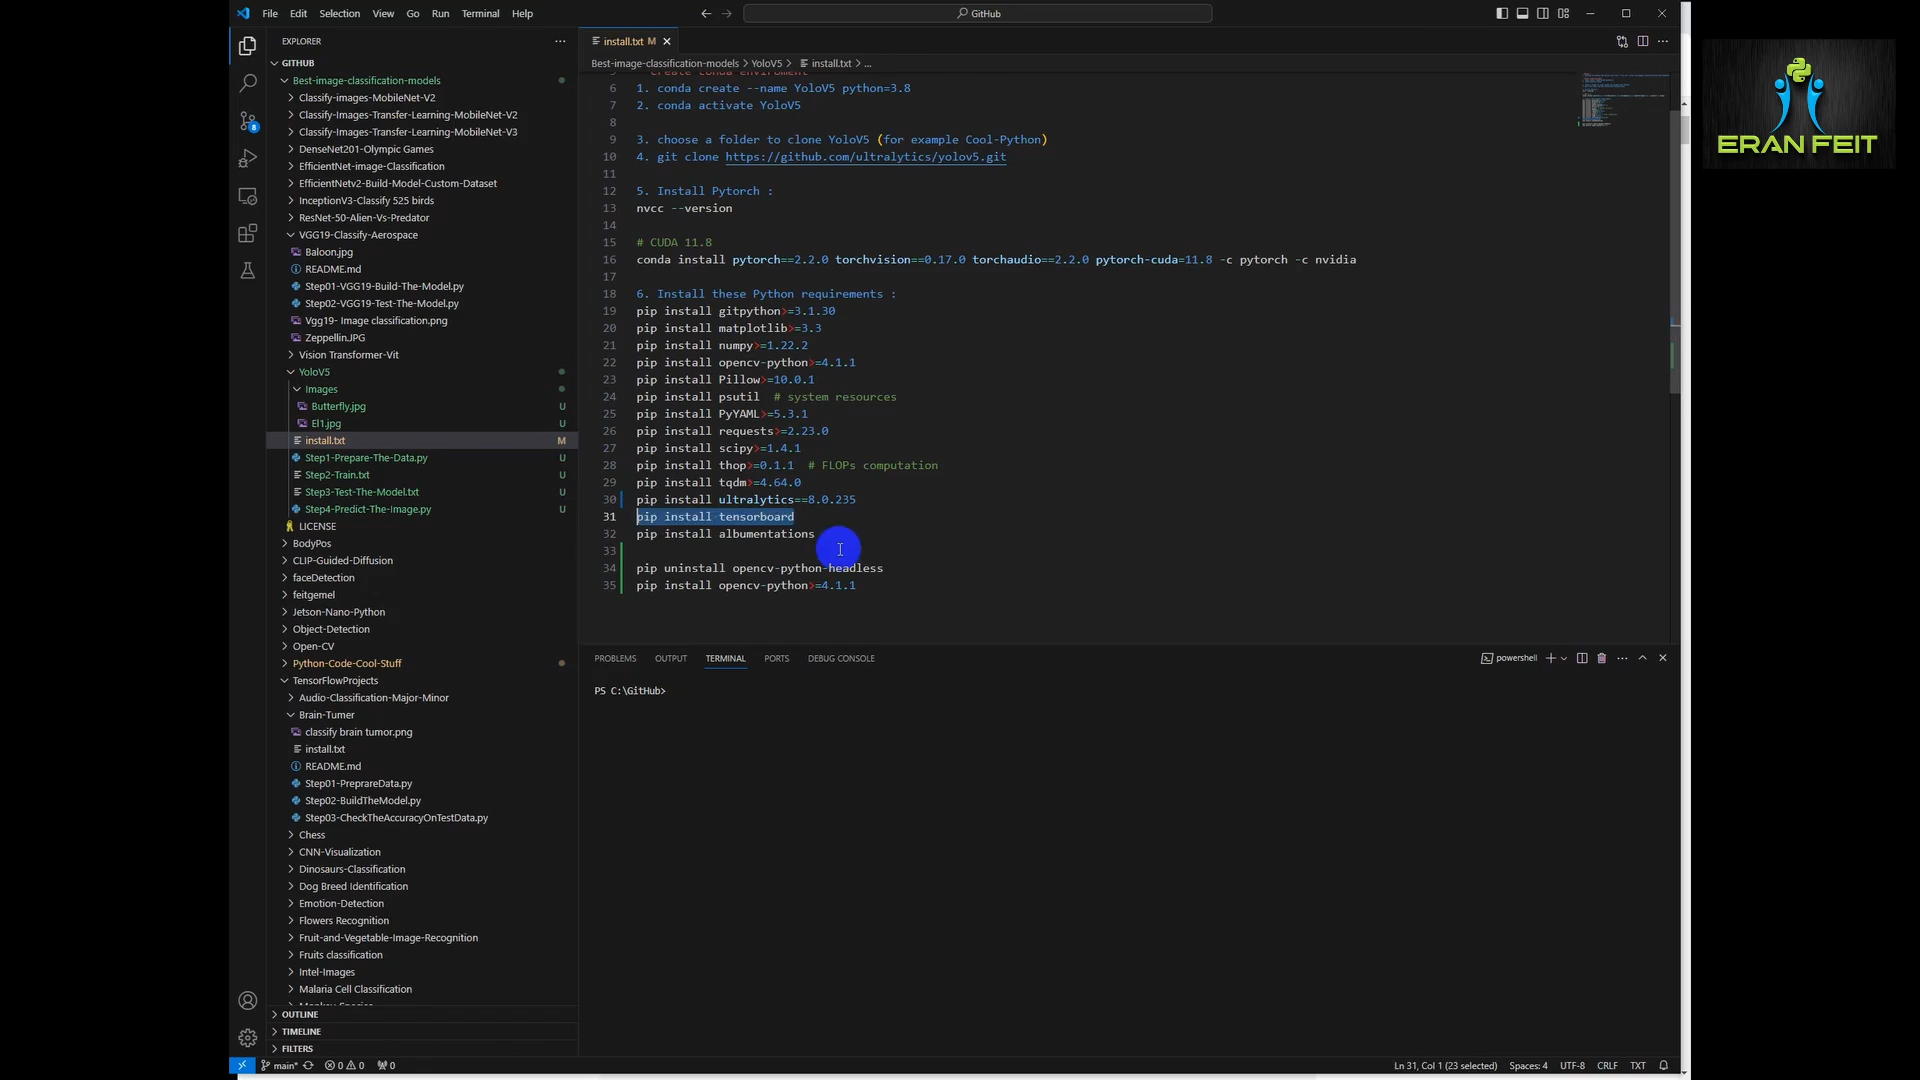 File Edit Selection View Go Run Terminal Help
GitHub
EXPLORER
GITHUB
Best-image-classification-models
Classify-images-MobileNet-V2
Classify-Images-Transfer-Learning-MobileNet-V2
Classify-Images-Transfer-Learning-MobileNet-V3
DenseNet201-Olympic Games
EfficientNet-image-Classification
EfficientNetv2-Build-Model-Custom-Dataset
InceptionV3-Classify 525 birds
ResNet-50-Alien-Vs-Predator
VGG19-Classify-Aerospace
Baloon.jpg
README.md
Step01-VGG19-Build-The-Model.py
Step02-VGG19-Test-The-Model.py
Vgg19- Image classification.png
Zeppellin.JPG
Vision Transformer-Vit
YoloV5
Images
Butterfly.jpg U
El1.jpg U
install.txt M
Step1-Prepare-The-Data.py U
Step2-Train.txt U
Step3-Test-The-Model.txt U
Step4-Predict-The-Image.py U
LICENSE
BodyPos
CLIP-Guided-Diffusion
faceDetection
feitgemel
Jetson-Nano-Python
Object-Detection
Open-CV
Python-Code-Cool-Stuff
TensorFlowProjects
Audio-Classification-Major-Minor
Brain-Tumer
classify brain tumor.png
install.txt
README.md
Step01-PreprareData.py
Step02-BuildTheModel.py
Step03-CheckTheAccuracyOnTestData.py
Chess
CNN-Visualization
Dinosaurs-Classification
Dog Breed Identification
Emotion-Detection
Flowers Recognition
Fruit-and-Vegetable-Image-Recognition
Fruits classification
Intel-Images
Malaria Cell Classification
OUTLINE
TIMELINE
FILTERS
install.txt M
Best-image-classification-models > YoloV5 > install.txt > ...
6 1. conda create --name YoloV5 python=3.8
7 2. conda activate YoloV5
8
9 3. choose a folder to clone YoloV5 (for example Cool-Python)
10 4. git clone https://github.com/ultralytics/yolov5.git
11
12 5. Install Pytorch :
13 nvcc --version
14
15 # CUDA 11.8
16 conda install pytorch==2.2.0 torchvision==0.17.0 torchaudio==2.2.0 pytorch-cuda=11.8 -c pytorch -c nvidia
17
18 6. Install these Python requirements :
19 pip install gitpython>=3.1.30
20 pip install matplotlib>=3.3
21 pip install numpy>=1.22.2
22 pip install opencv-python>=4.1.1
23 pip install Pillow>=10.0.1
24 pip install psutil # system resources
25 pip install PyYAML>=5.3.1
26 pip install requests>=2.23.0
27 pip install scipy>=1.4.1
28 pip install thop>=0.1.1 # FLOPs computation
29 pip install tqdm>=4.64.0
30 pip install ultralytics==8.0.235
31 pip install tensorboard
32 pip install albumentations
33
34 pip uninstall opencv-python-headless
35 pip install opencv-python>=4.1.1
PROBLEMS OUTPUT TERMINAL PORTS DEBUG CONSOLE
powershell
PS C:\GitHub>
main* 0 0 0
Ln 31, Col 1 (23 selected) Spaces: 4 UTF-8 CRLF TXT
ERAN FEIT